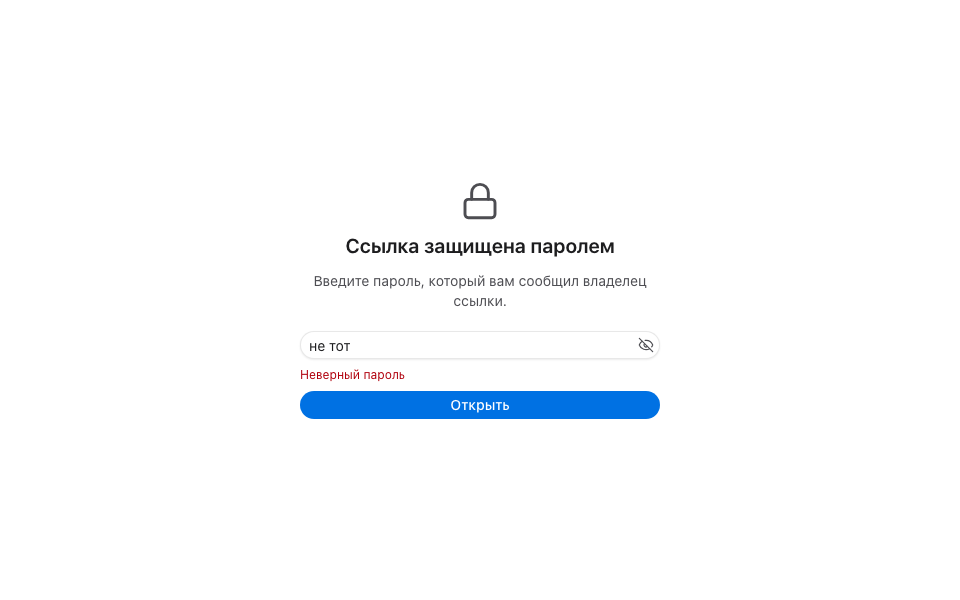 Ссылка защищена паролем
Введите пароль, который вам сообщил владелец
ссылки.
не тот
Неверный пароль
Открыть